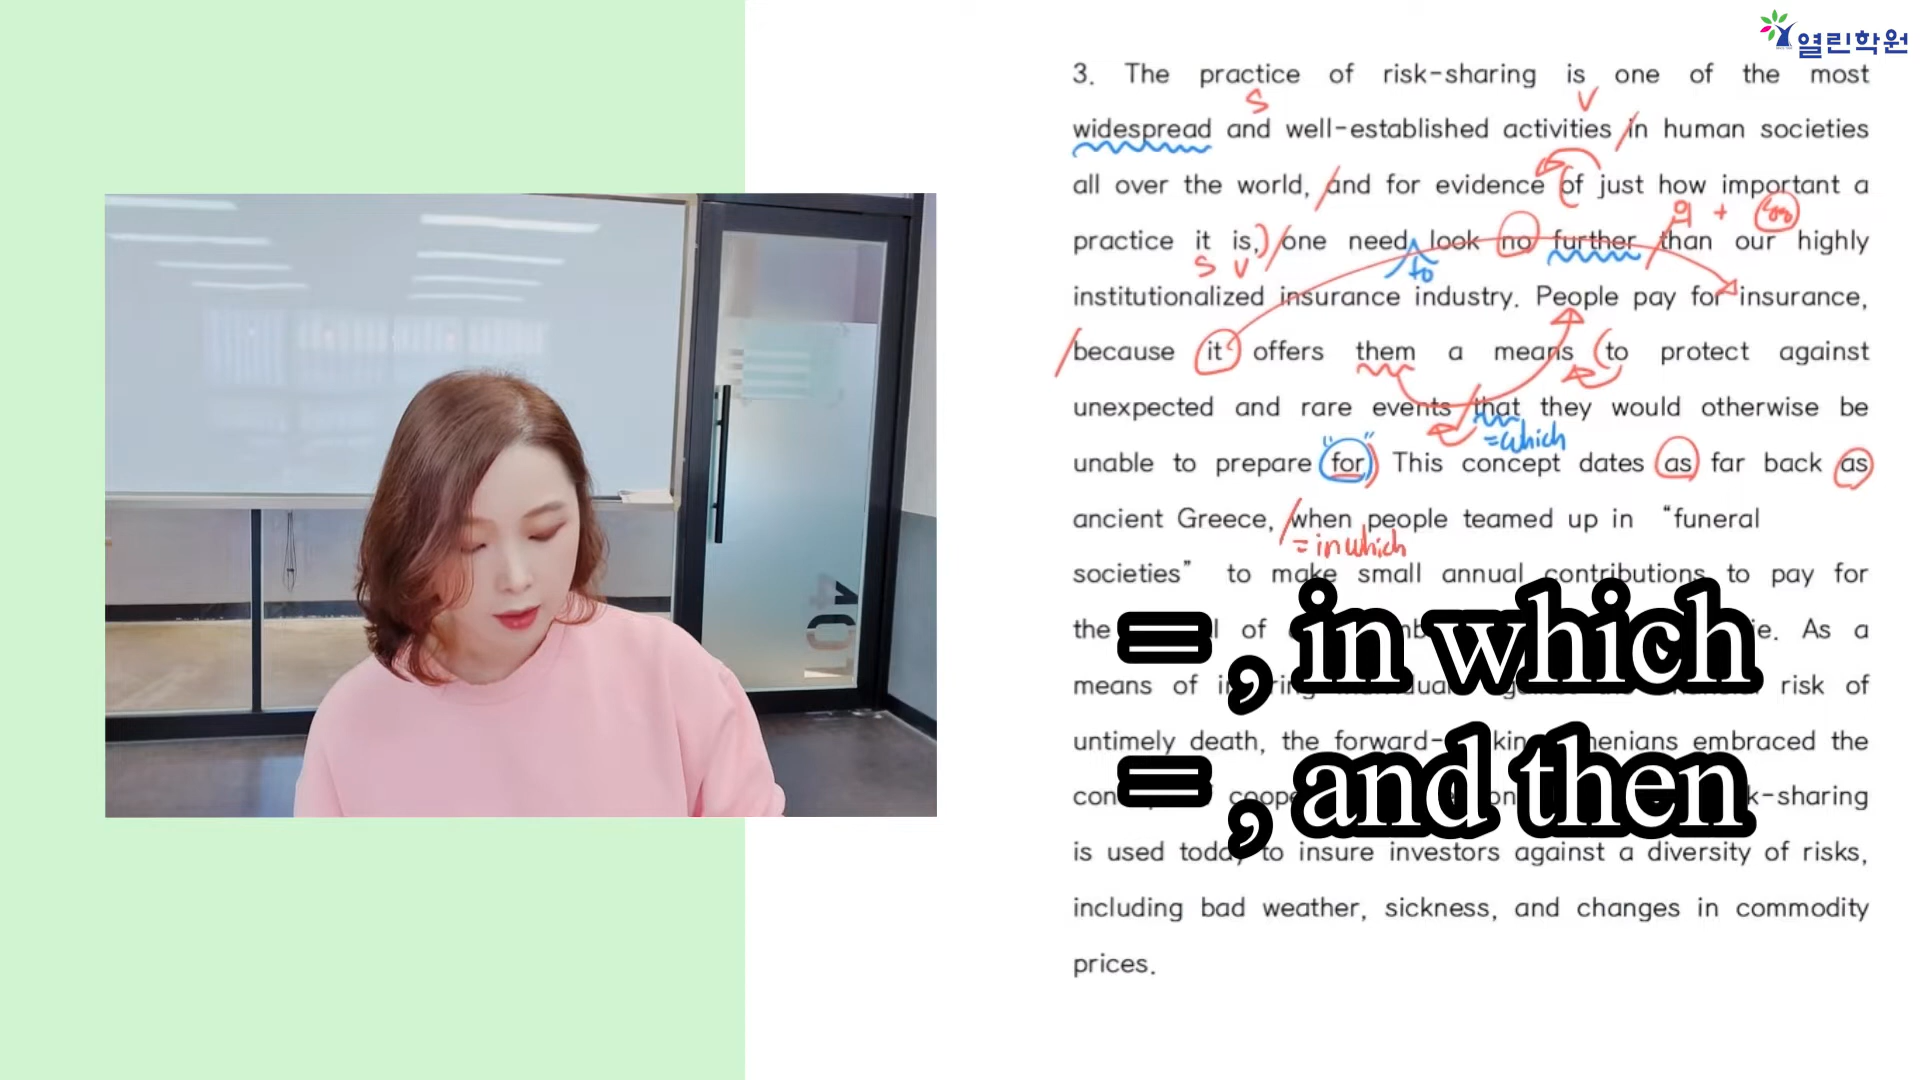 열린학원
3. The practice of risk-sharing is one of the most
S V
widespread and well-established activities in human societies
all over the world, and for evidence of just how important a
practice it is, one need look no further than our highly
S V to
institutionalized insurance industry. People pay for insurance,
because it offers them a means to protect against
unexpected and rare events that they would otherwise be
=which
unable to prepare for. This concept dates as far back as
ancient Greece, when people teamed up in “funeral
= in which
societies” to make small annual contributions to pay for
the of ie. As a
=, in which
means of risk of
untimely death, the forward- embraced the
=, and then
k-sharing
is used today to insure investors against a diversity of risks,
including bad weather, sickness, and changes in commodity
prices.